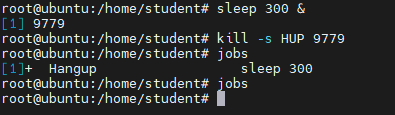 root@ubuntu:/home/student# sleep 300 &
[1] 9779
root@ubuntu:/home/student# kill -s HUP 9779
root@ubuntu:/home/student# jobs
[1]+  Hangup                  sleep 300
root@ubuntu:/home/student# jobs
root@ubuntu:/home/student#